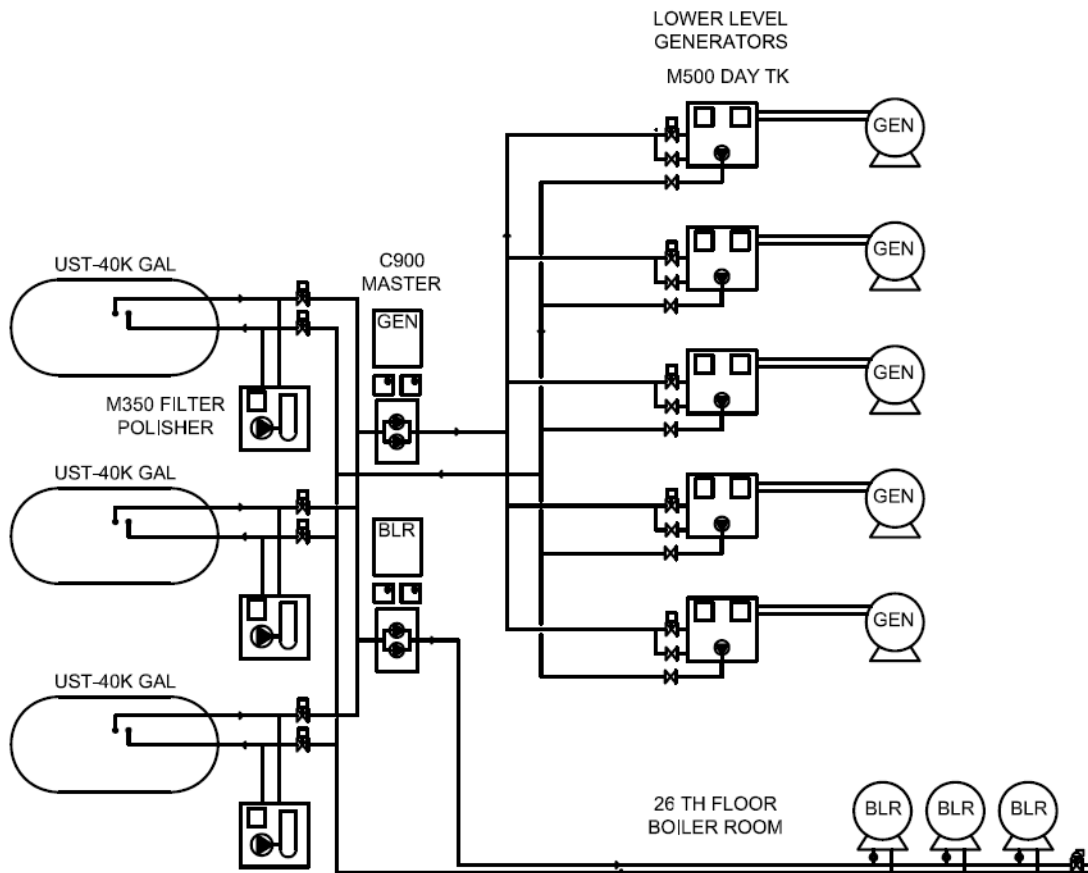 LOWER LEVEL
GENERATORS
M500 DAY TK
GEN
GEN
UST-40K GAL
C900
MASTER
GEN
GEN
M350 FILTER
POLISHER
UST-40K GAL
GEN
BLR
GEN
UST-40K GAL
26 TH FLOOR
BOILER ROOM
BLR
BLR
BLR